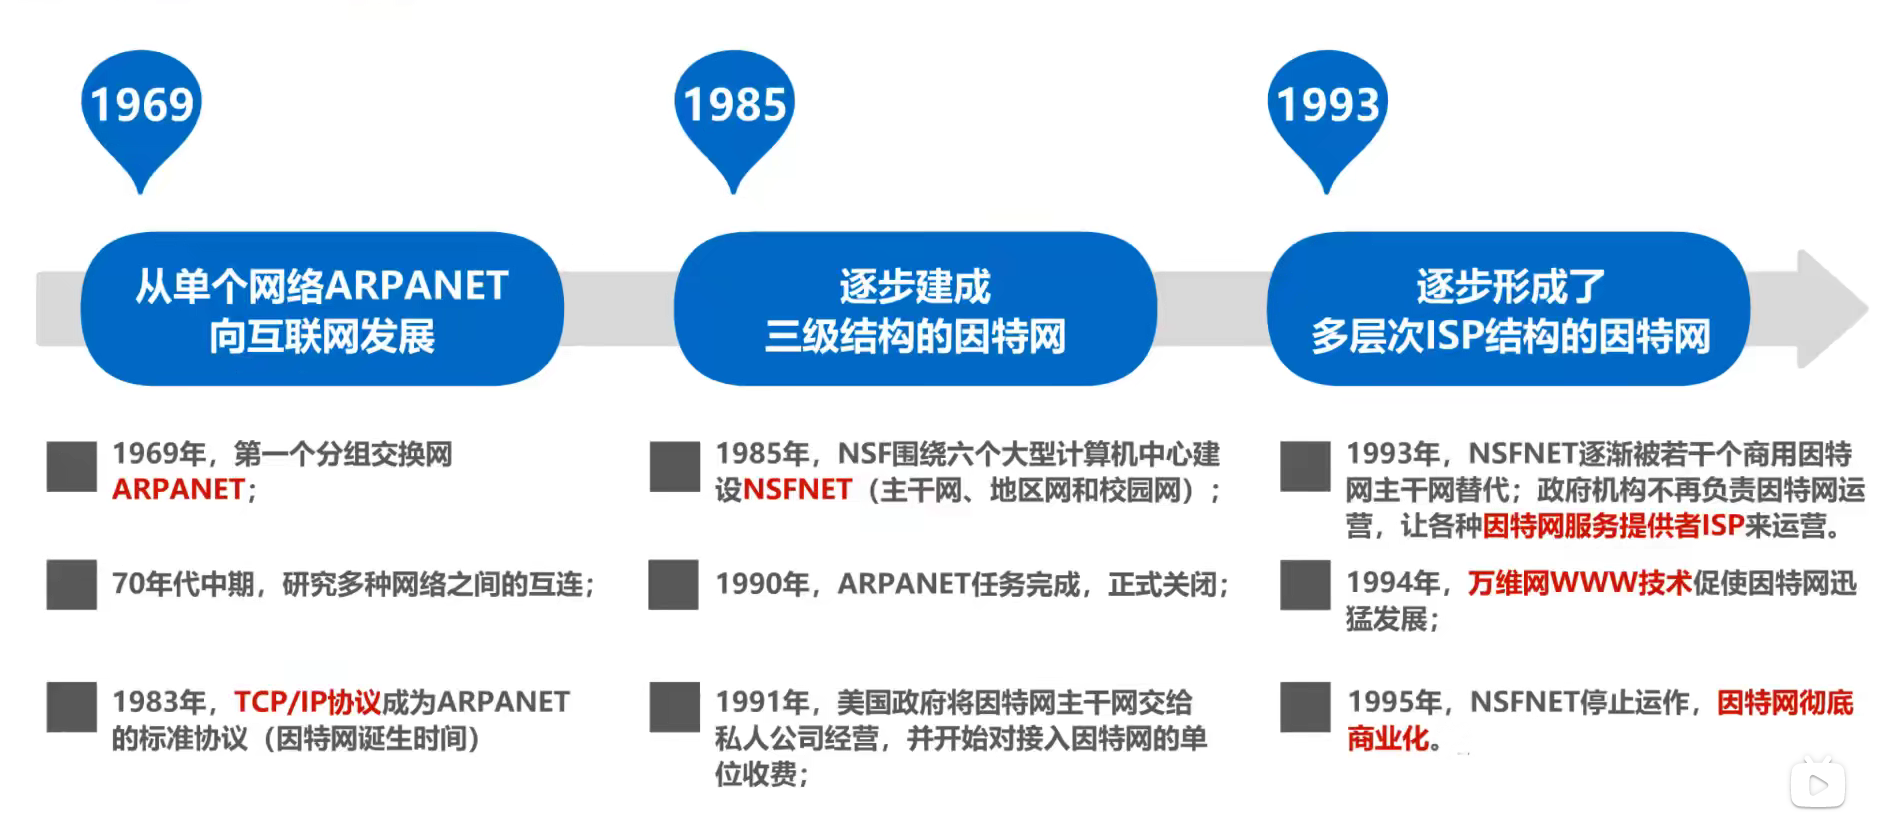 1969
从单个网络ARPANET
向互联网发展
1969年，第一个分组交换网
ARPANET；
70年代中期，研究多种网络之间的互连；
1983年，TCP/IP协议成为ARPANET
的标准协议（因特网诞生时间）
1985
逐步建成
三级结构的因特网
1985年，NSF围绕六个大型计算机中心建
设NSFNET（主干网、地区网和校园网）；
1990年，ARPANET任务完成，正式关闭；
1991年，美国政府将因特网主干网交给
私人公司经营，并开始对接入因特网的单
位收费；
1993
逐步形成了
多层次ISP结构的因特网
1993年，NSFNET逐渐被若干个商用因特
网主干网替代；政府机构不再负责因特网运
营，让各种因特网服务提供者ISP来运营。
1994年，万维网WWW技术促使因特网迅
猛发展；
1995年，NSFNET停止运作，因特网彻底
商业化。